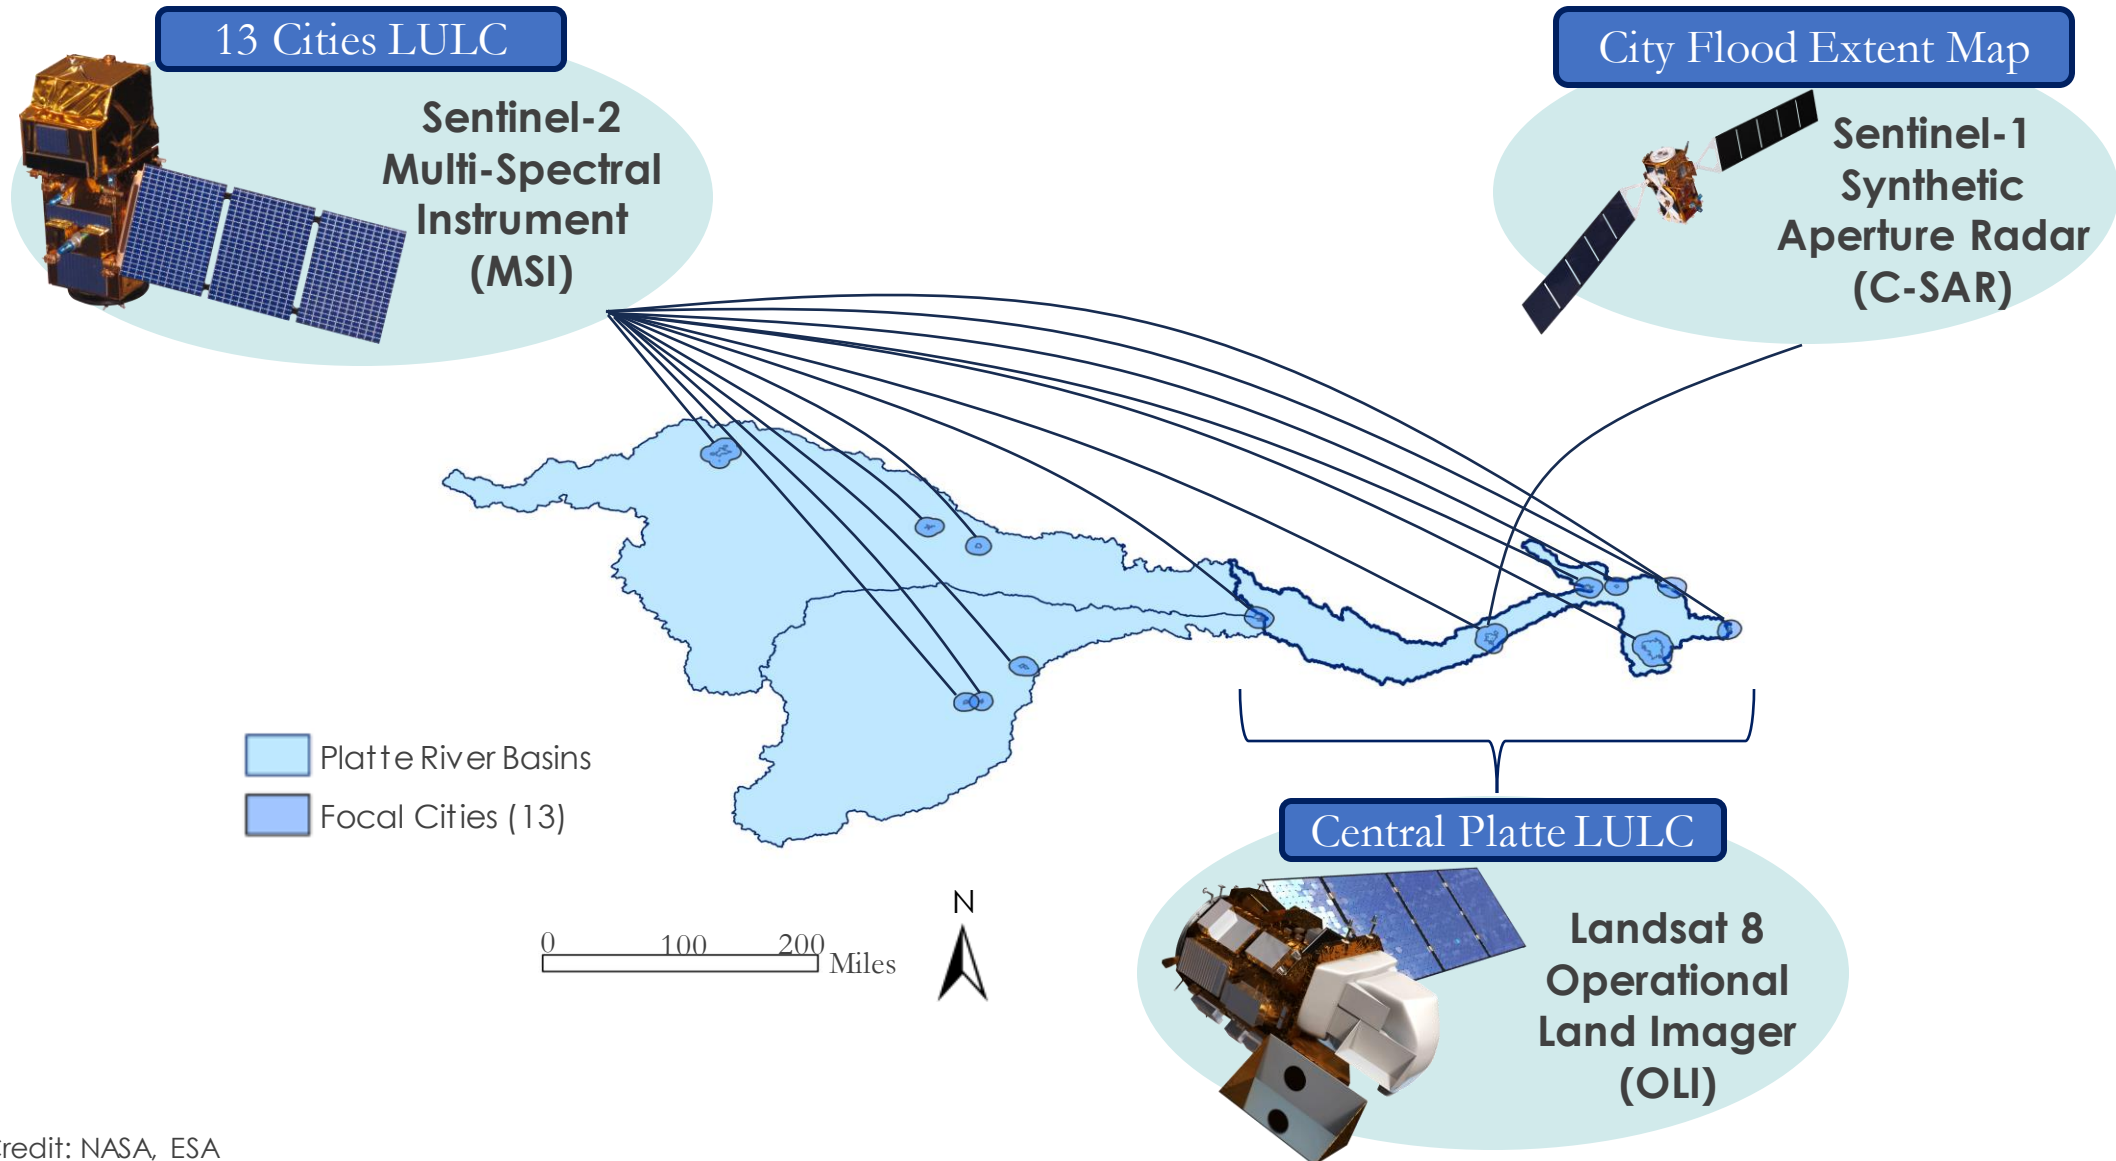 13 Cities LULC
Sentinel-2
Multi-Spectral
Instrument
(MSI)
City Flood Extent Map
Sentinel-1
Synthetic
Aperture Radar
(C-SAR)
Platte River Basins
Focal Cities (13)
0 100 200 Miles
N
Central Platte LULC
Landsat 8
Operational
Land Imager
(OLI)
redit: NASA, ESA